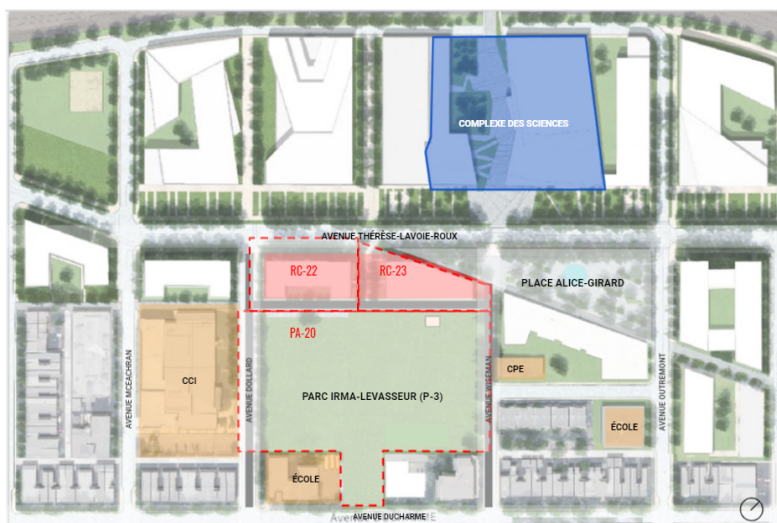 COMPLEXE DES SCIENCES
AVENUE THÉRÈSE-LAVOIE-ROUX
RC-22
RC-23
PLACE ALICE-GIRARD
PA-20
AVENUE MCEACHRAN
CCI
AVENUE DOLLARD
PARC IRMA-LEVASSEUR (P-3)
AVENUE WISEMAN
CPE
AVENUE OUTREMONT
ÉCOLE
ÉCOLE
AVENUE DUCHARME